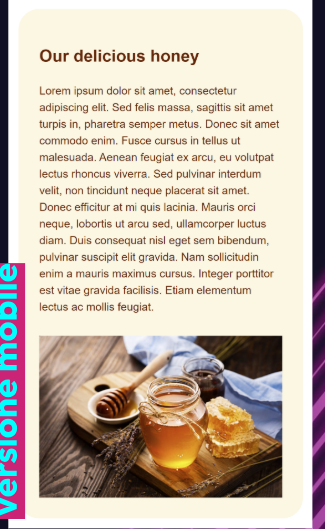 Our delicious honey
Lorem ipsum dolor sit amet, consectetur
adipiscing elit. Sed felis massa, sagittis sit amet
turpis in, pharetra semper metus. Donec sit amet
commodo enim. Fusce cursus in tellus ut
malesuada. Aenean feugiat ex arcu, eu volutpat
lectus rhoncus viverra. Sed pulvinar interdum
velit, non tincidunt neque placerat sit amet.
Donec efficitur at mi quis lacinia. Mauris orci
neque, lobortis ut arcu sed, ullamcorper luctus
diam. Duis consequat nisl eget sem bibendum,
pulvinar suscipit elit gravida. Nam sollicitudin
enim a mauris maximus cursus. Integer porttitor
est vitae gravida facilisis. Etiam elementum
lectus ac mollis feugiat.
Versione mobile